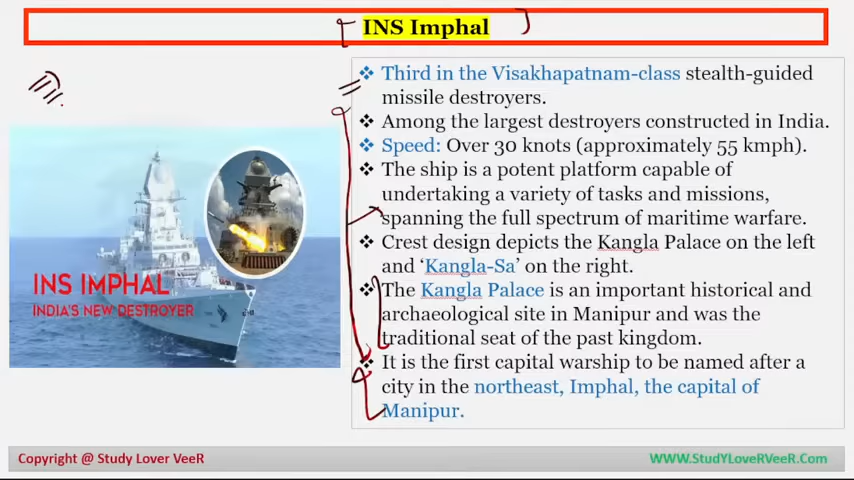 INS Imphal
❖ Third in the Visakhapatnam-class stealth-guided
missile destroyers.
❖ Among the largest destroyers constructed in India.
❖ Speed: Over 30 knots (approximately 55 kmph).
❖ The ship is a potent platform capable of
undertaking a variety of tasks and missions,
spanning the full spectrum of maritime warfare.
❖ Crest design depicts the Kangla Palace on the left
and ‘Kangla-Sa’ on the right.
❖ The Kangla Palace is an important historical and
archaeological site in Manipur and was the
traditional seat of the past kingdom.
❖ It is the first capital warship to be named after a
city in the northeast, Imphal, the capital of
Manipur.
INS IMPHAL
INDIA'S NEW DESTROYER
Copyright @ Study Lover VeeR
WWW.StudYLoveRVeeR.Com